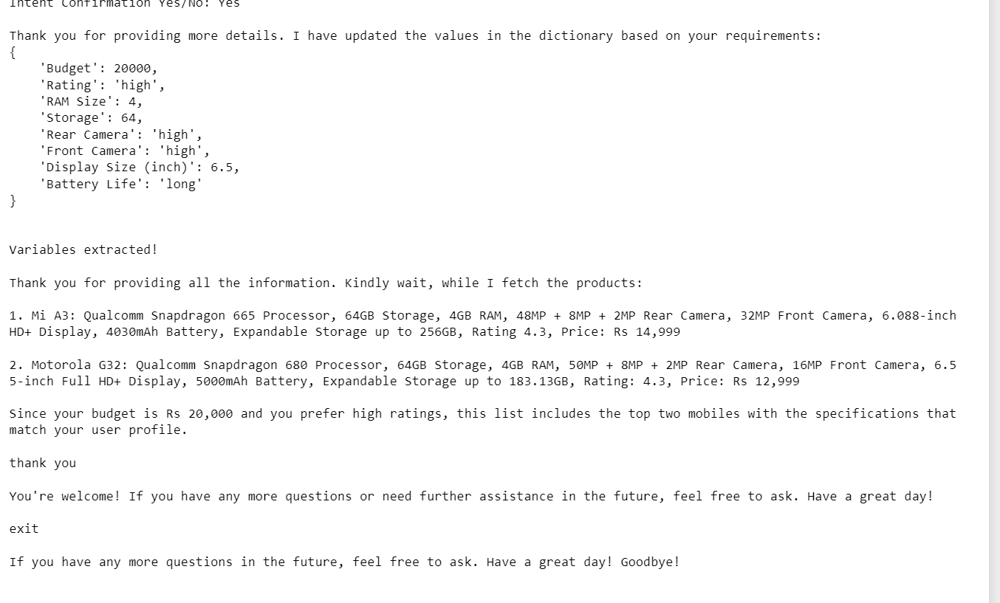 Intent Confirmation Yes/No: Yes
Thank you for providing more details. I have updated the values in the dictionary based on your requirements:
{
    'Budget': 20000,
    'Rating': 'high',
    'RAM Size': 4,
    'Storage': 64,
    'Rear Camera': 'high',
    'Front Camera': 'high',
    'Display Size (inch)': 6.5,
    'Battery Life': 'long'
}
Variables extracted!
Thank you for providing all the information. Kindly wait, while I fetch the products:
1. Mi A3: Qualcomm Snapdragon 665 Processor, 64GB Storage, 4GB RAM, 48MP + 8MP + 2MP Rear Camera, 32MP Front Camera, 6.088-inch
HD+ Display, 4030mAh Battery, Expandable Storage up to 256GB, Rating 4.3, Price: Rs 14,999
2. Motorola G32: Qualcomm Snapdragon 680 Processor, 64GB Storage, 4GB RAM, 50MP + 8MP + 2MP Rear Camera, 16MP Front Camera, 6.5
5-inch Full HD+ Display, 5000mAh Battery, Expandable Storage up to 183.13GB, Rating: 4.3, Price: Rs 12,999
Since your budget is Rs 20,000 and you prefer high ratings, this list includes the top two mobiles with the specifications that
match your user profile.
thank you
You're welcome! If you have any more questions or need further assistance in the future, feel free to ask. Have a great day!
exit
If you have any more questions in the future, feel free to ask. Have a great day! Goodbye!